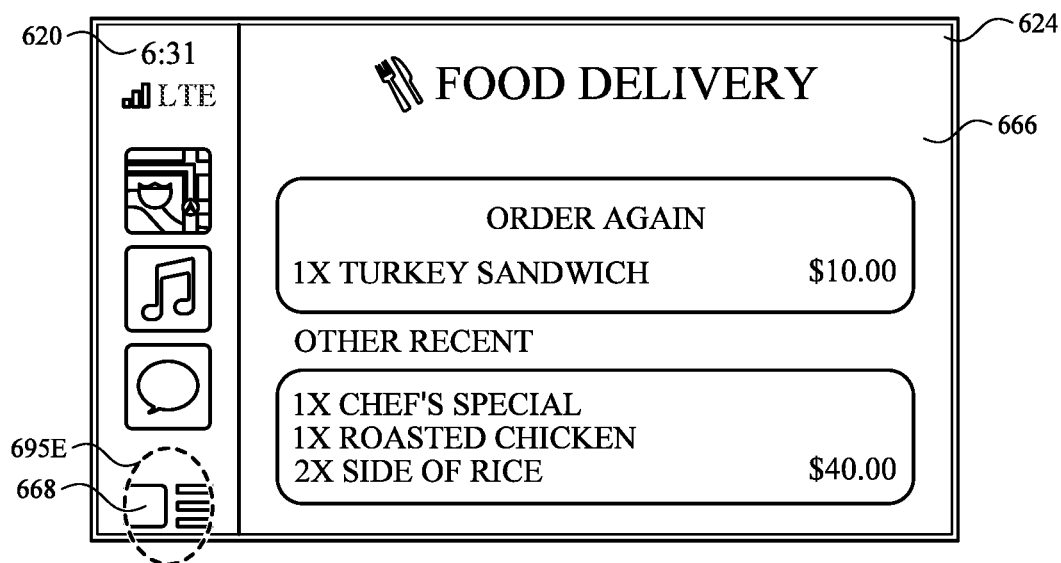 620
6:31
LTE
624
FOOD DELIVERY
666
ORDER AGAIN
1X TURKEY SANDWICH $10.00
OTHER RECENT
1X CHEF'S SPECIAL
1X ROASTED CHICKEN
2X SIDE OF RICE $40.00
695E
668